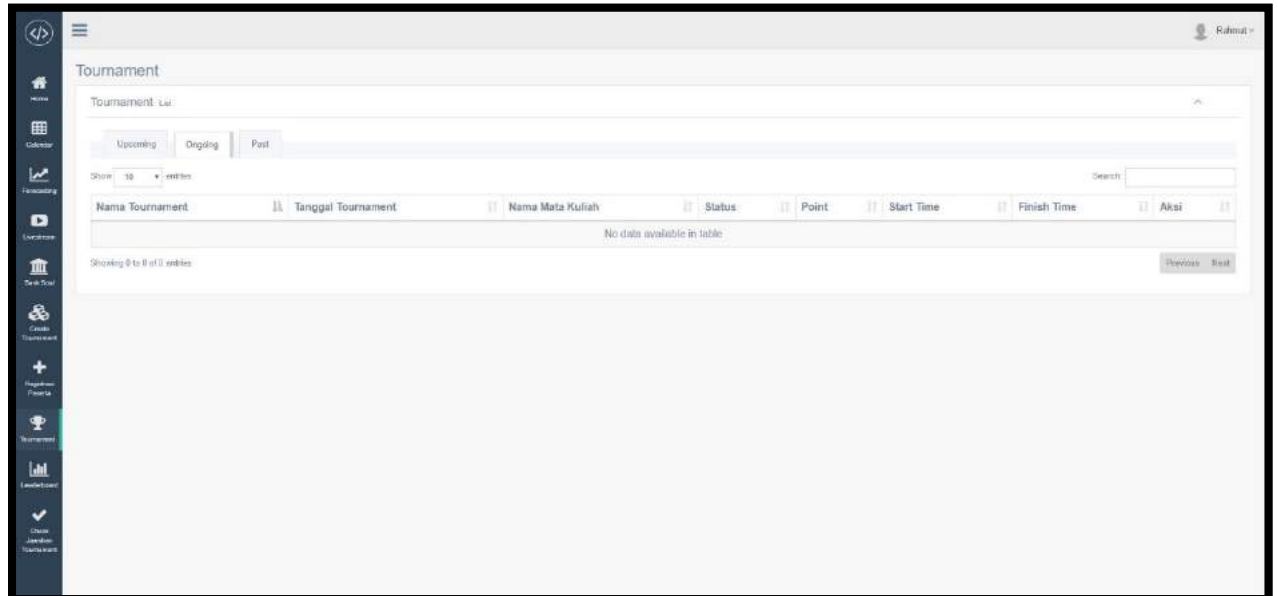 Rahmat
Tournament
Tournament List
Upcoming Ongoing Past
Show 10 entries
Search:
Nama Tournament Tanggal Tournament Nama Mata Kuliah Status Point Start Time Finish Time Aksi
No data available in table
Showing 0 to 0 of 0 entries
Previous Next
Home
Calendar
Forecasting
Livestream
Bank Soal
Create
Tournament
Registrasi
Peserta
Tournament
Leaderboard
Jawaban
Tournament